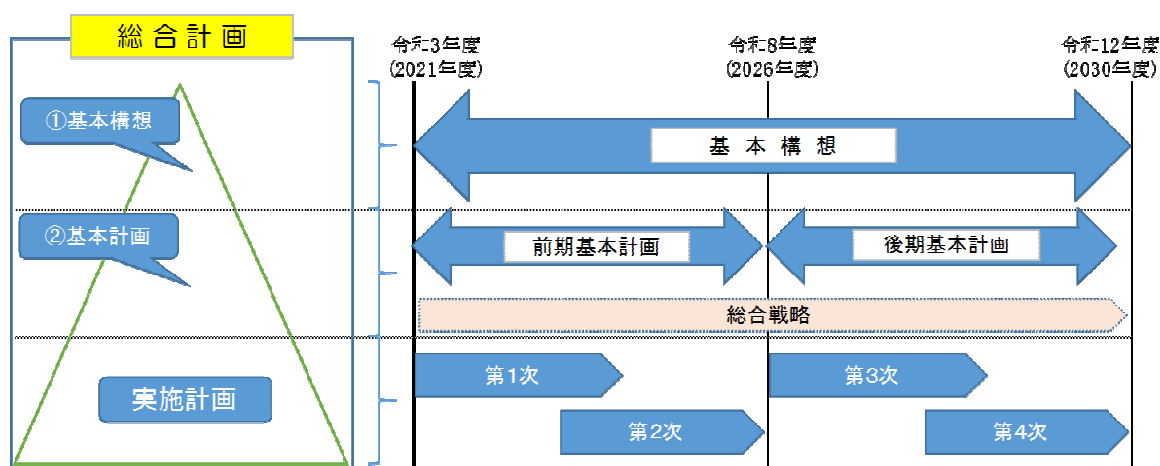 総合計画
令和3年度
(2021年度)
令和8年度
(2026年度)
令和12年度
(2030年度)
①基本構想
基本構想
②基本計画
前期基本計画
後期基本計画
総合戦略
実施計画
第1次
第3次
第2次
第4次